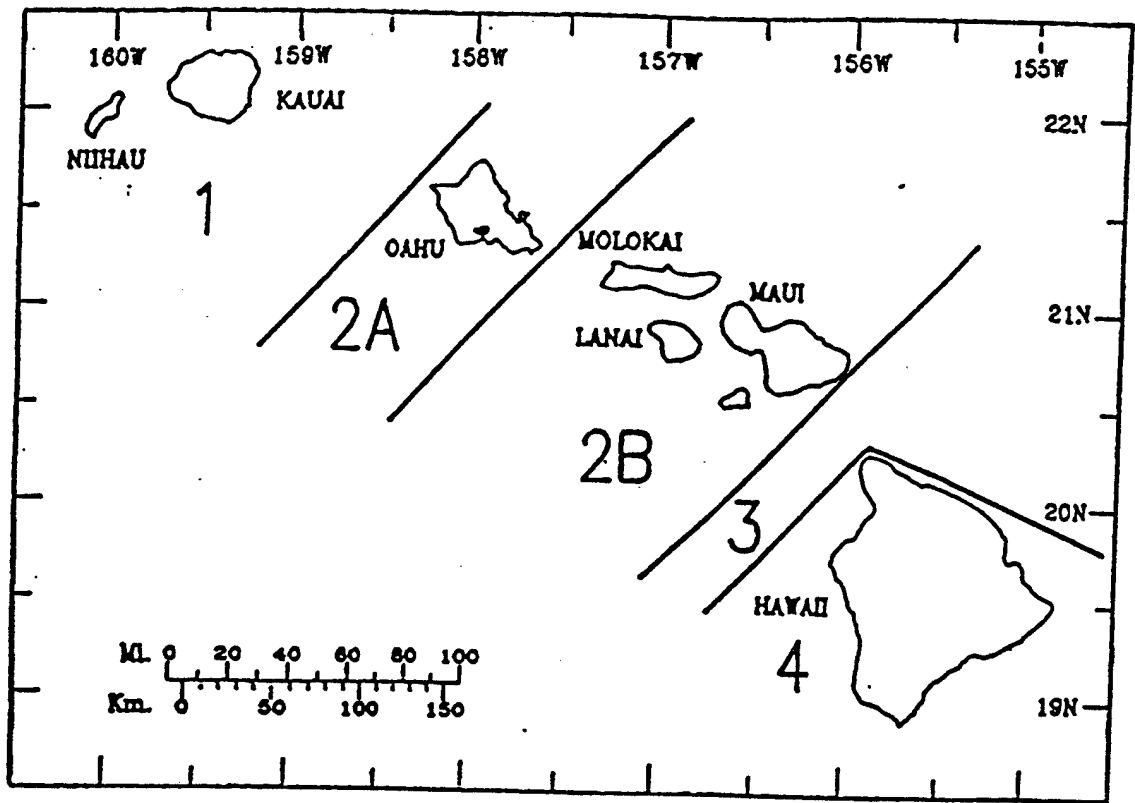 160W 159W 158W 157W 156W 155W
KAUAI
22N
NIIHAU
1
OAHU
MOLOKAI
2A
MAUI
21N
LANAI
2B
3
20N
HAWAII
4
Mi. 0 20 40 60 80 100
Km. 0 50 100 150
19N